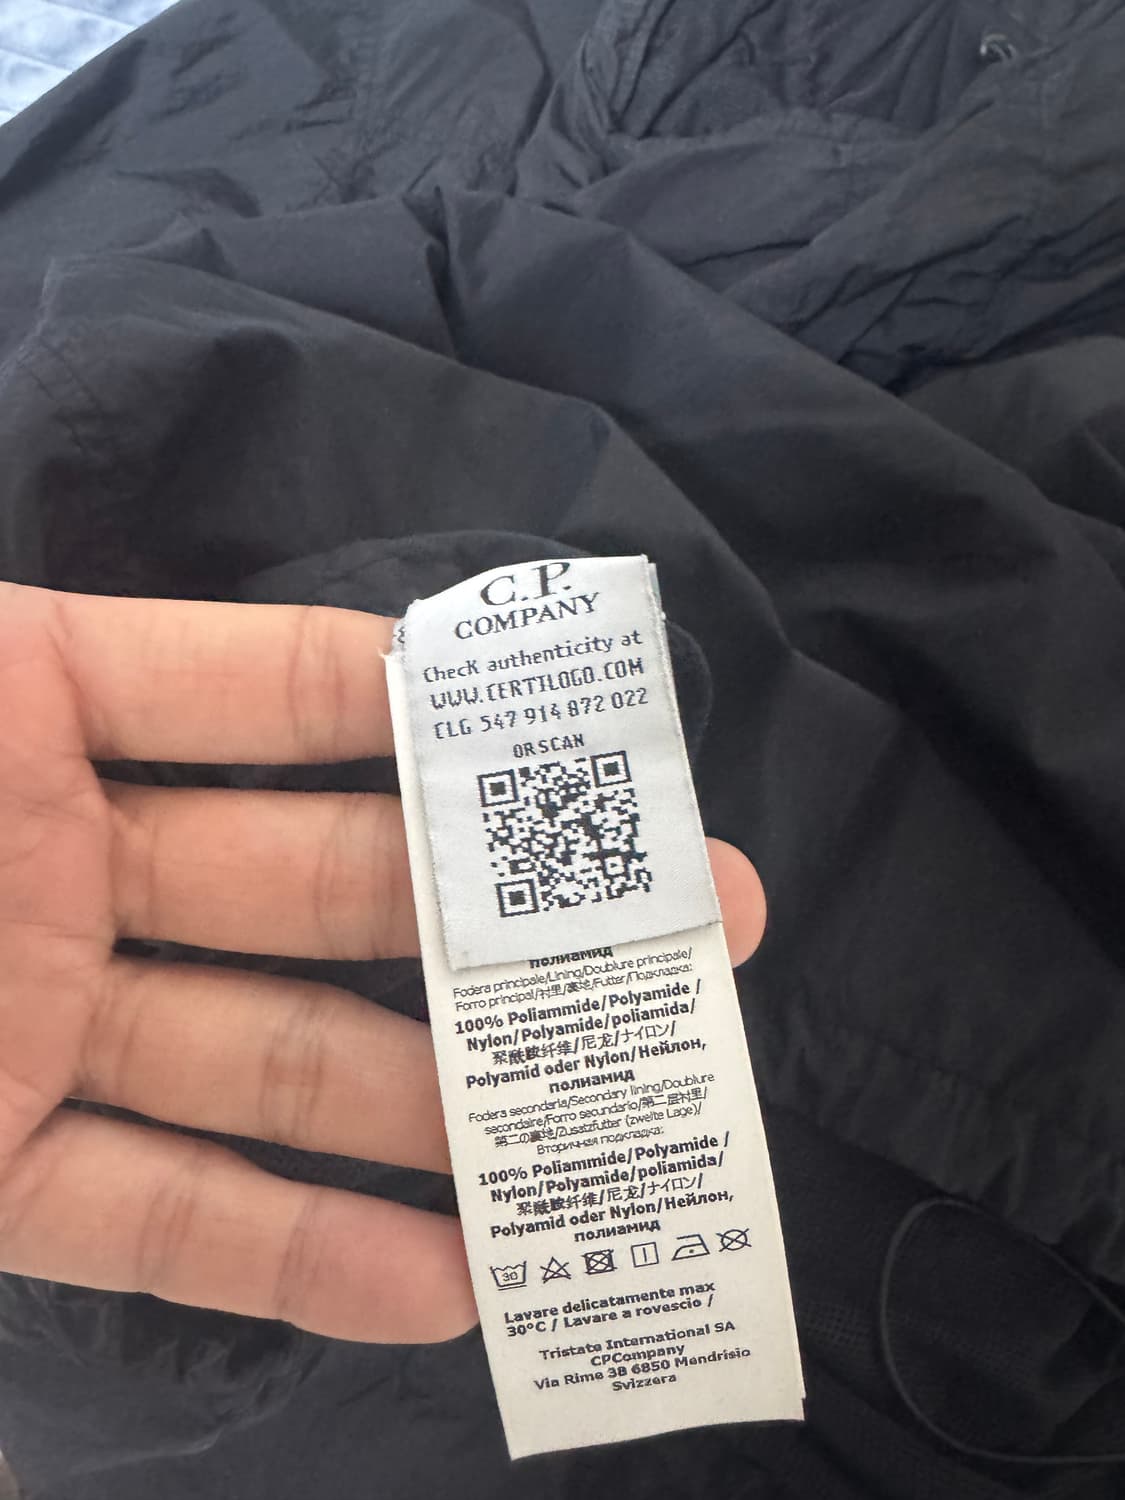 C.P.
COMPANY
Check authenticity at
WWW.CERTILOGO.COM
CLG 547 914 872 022
OR SCAN
полиамид
Fodera principale/Lining/Doublure principale/
Forro principal/衬里/裏地/Futter/Подкладка:
100% Poliammide/Polyamide /
Nylon/Polyamide/poliamida/
聚酰胺纤维/尼龙/ナイロン/
Polyamid oder Nylon/Нейлон,
полиамид
Fodera secondaria/Secondary lining/Doublure
secondaire/Forro secundario/第二层衬里/
第二の裏地/Zusatzfutter (zweite Lage)/
Вторичная подкладка:
100% Poliammide/Polyamide /
Nylon/Polyamide/poliamida/
聚酰胺纤维/尼龙/ナイロン/
Polyamid oder Nylon/Нейлон,
полиамид
30
Lavare delicatamente max
30°C / Lavare a rovescio /
Tristate International SA
CPCompany
Via Rime 38 6850 Mendrisio
Svizzera